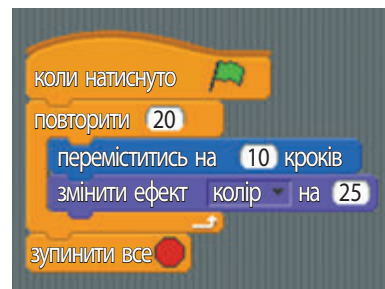 коли натиснуто
повторити 20
переміститись на 10 кроків
змінити ефект колір на 25
зупинити все